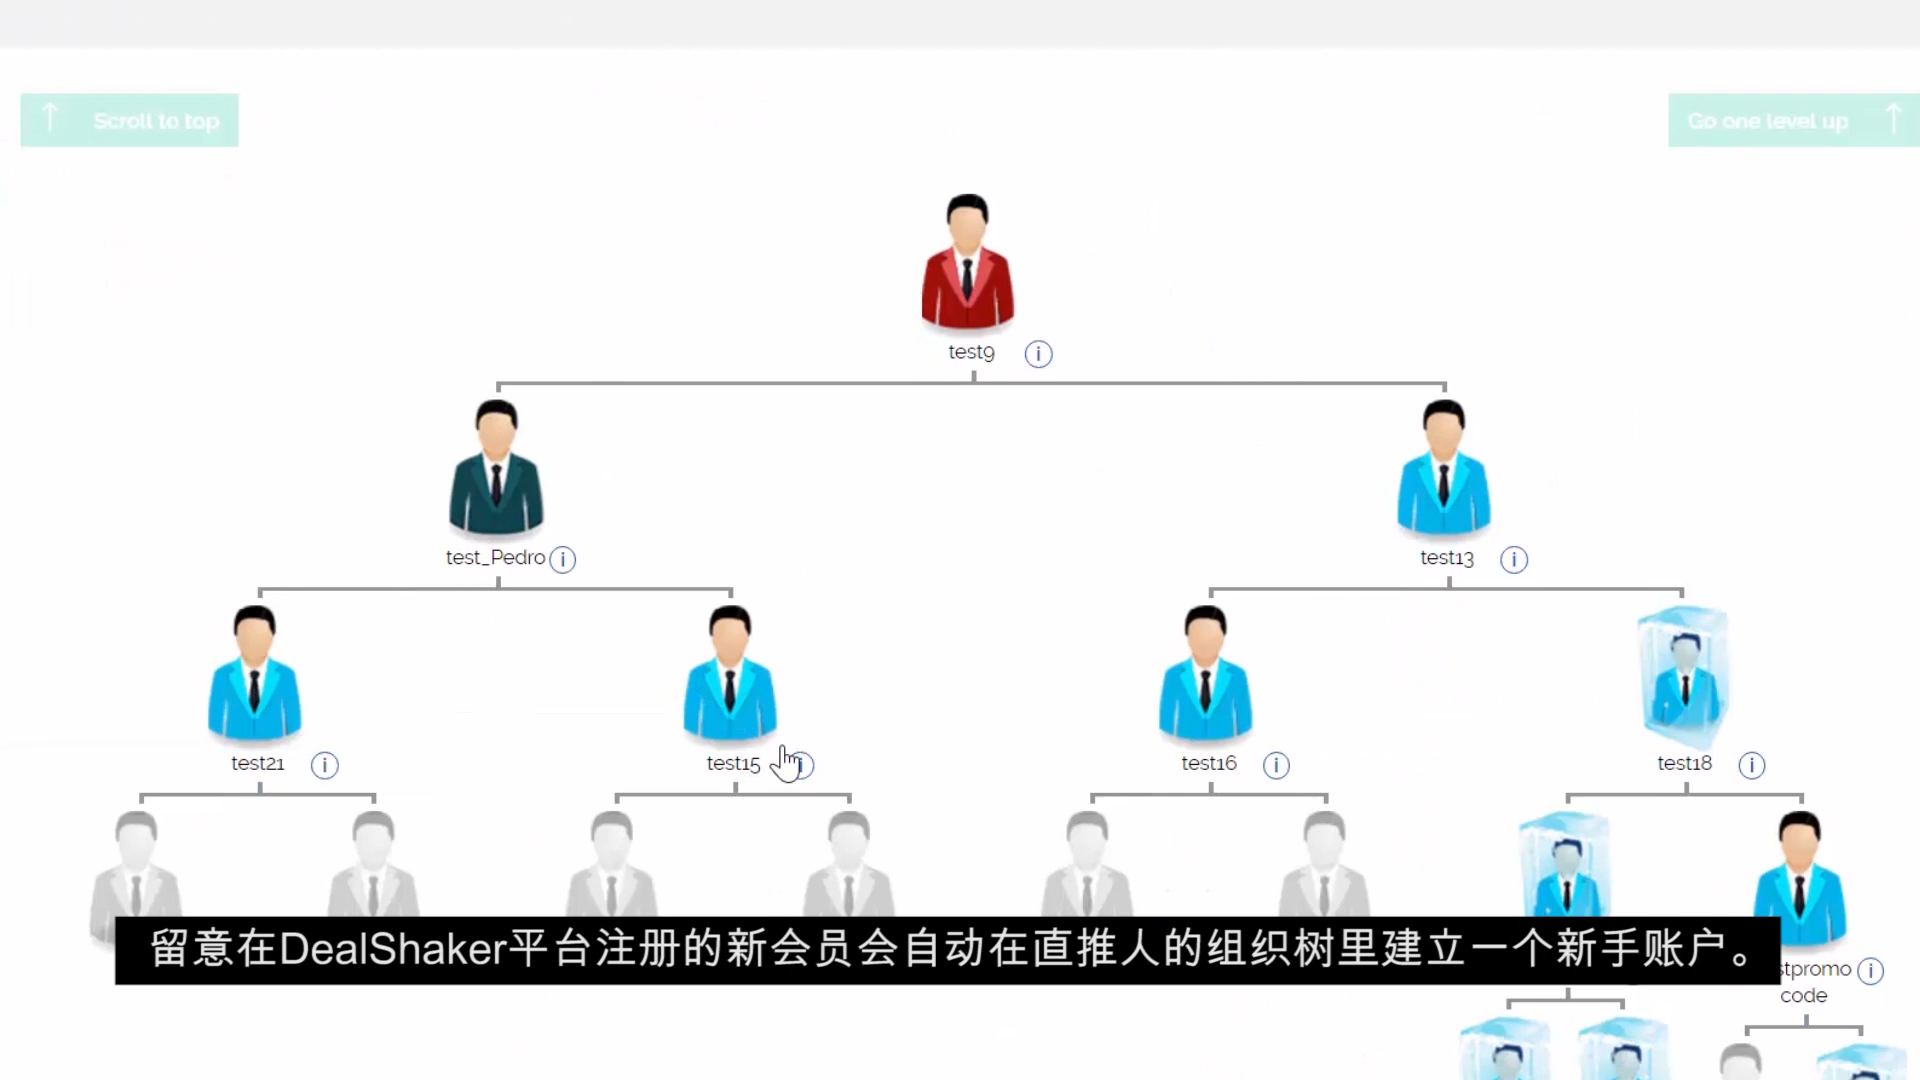 Scroll to top
Go one level up
test9
test_Pedro
test13
test21
test15
test16
test18
留意在DealShaker平台注册的新会员会自动在直推人的组织树里建立一个新手账户。
stpromo
code